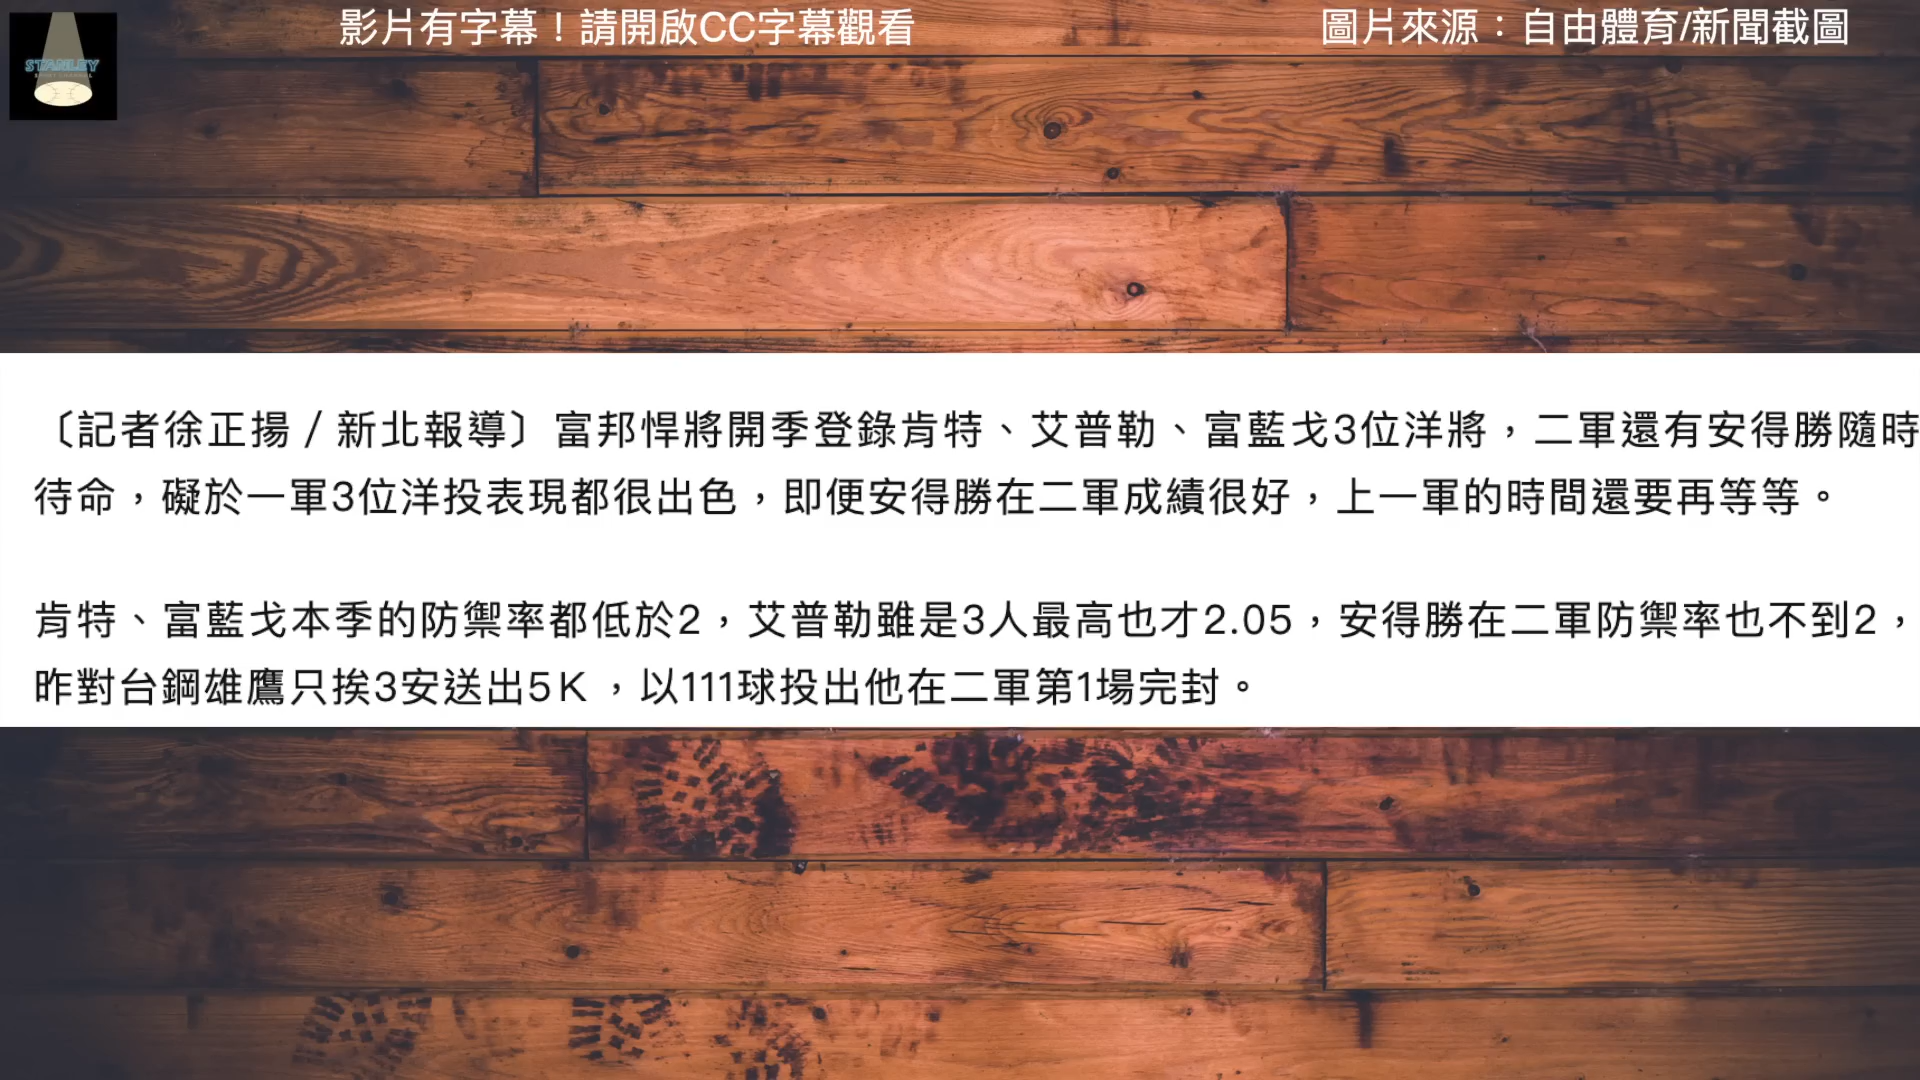 影片有字幕！請開啟CC字幕觀看
圖片來源：自由體育/新聞截圖
STANLEY
〔記者徐正揚／新北報導〕富邦悍將開季登錄肯特、艾普勒、富藍戈3位洋將，二軍還有安得勝隨時
待命，礙於一軍3位洋投表現都很出色，即便安得勝在二軍成績很好，上一軍的時間還要再等等。
肯特、富藍戈本季的防禦率都低於2，艾普勒雖是3人最高也才2.05，安得勝在二軍防禦率也不到2，
昨對台鋼雄鷹只挨3安送出5Ｋ，以111球投出他在二軍第1場完封。